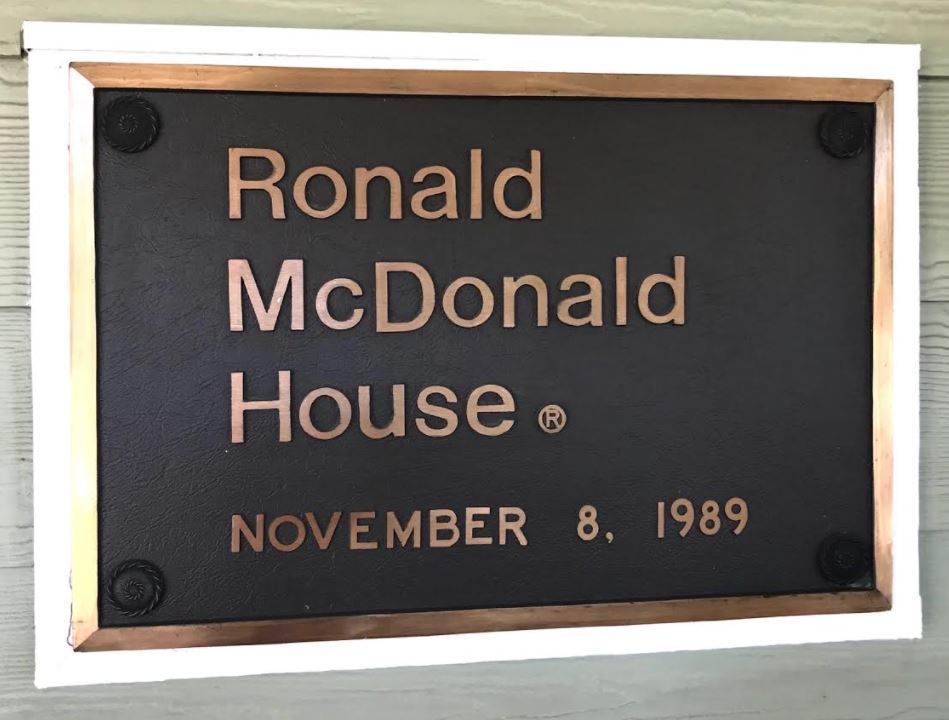 Ronald
McDonald
House ®
NOVEMBER 8, 1989